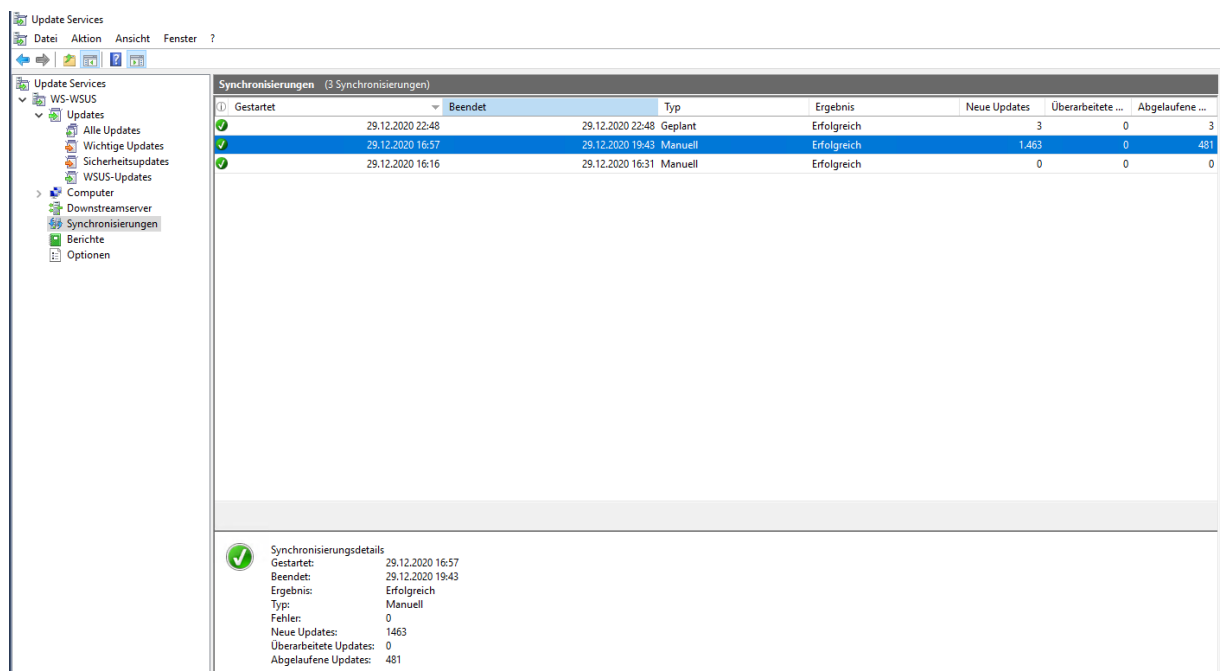 Update Services
Datei Aktion Ansicht Fenster ?
Update Services
WS-WSUS
Updates
Alle Updates
Wichtige Updates
Sicherheitsupdates
WSUS-Updates
Computer
Downstreamserver
Synchronisierungen
Berichte
Optionen
Synchronisierungen (3 Synchronisierungen)
Gestartet Beendet Typ Ergebnis Neue Updates Überarbeitete ... Abgelaufene ...
29.12.2020 22:48 29.12.2020 22:48 Geplant Erfolgreich 3 0 3
29.12.2020 16:57 29.12.2020 19:43 Manuell Erfolgreich 1.463 0 481
29.12.2020 16:16 29.12.2020 16:31 Manuell Erfolgreich 0 0 0
Synchronisierungsdetails
Gestartet: 29.12.2020 16:57
Beendet: 29.12.2020 19:43
Ergebnis: Erfolgreich
Typ: Manuell
Fehler: 0
Neue Updates: 1463
Überarbeitete Updates: 0
Abgelaufene Updates: 481